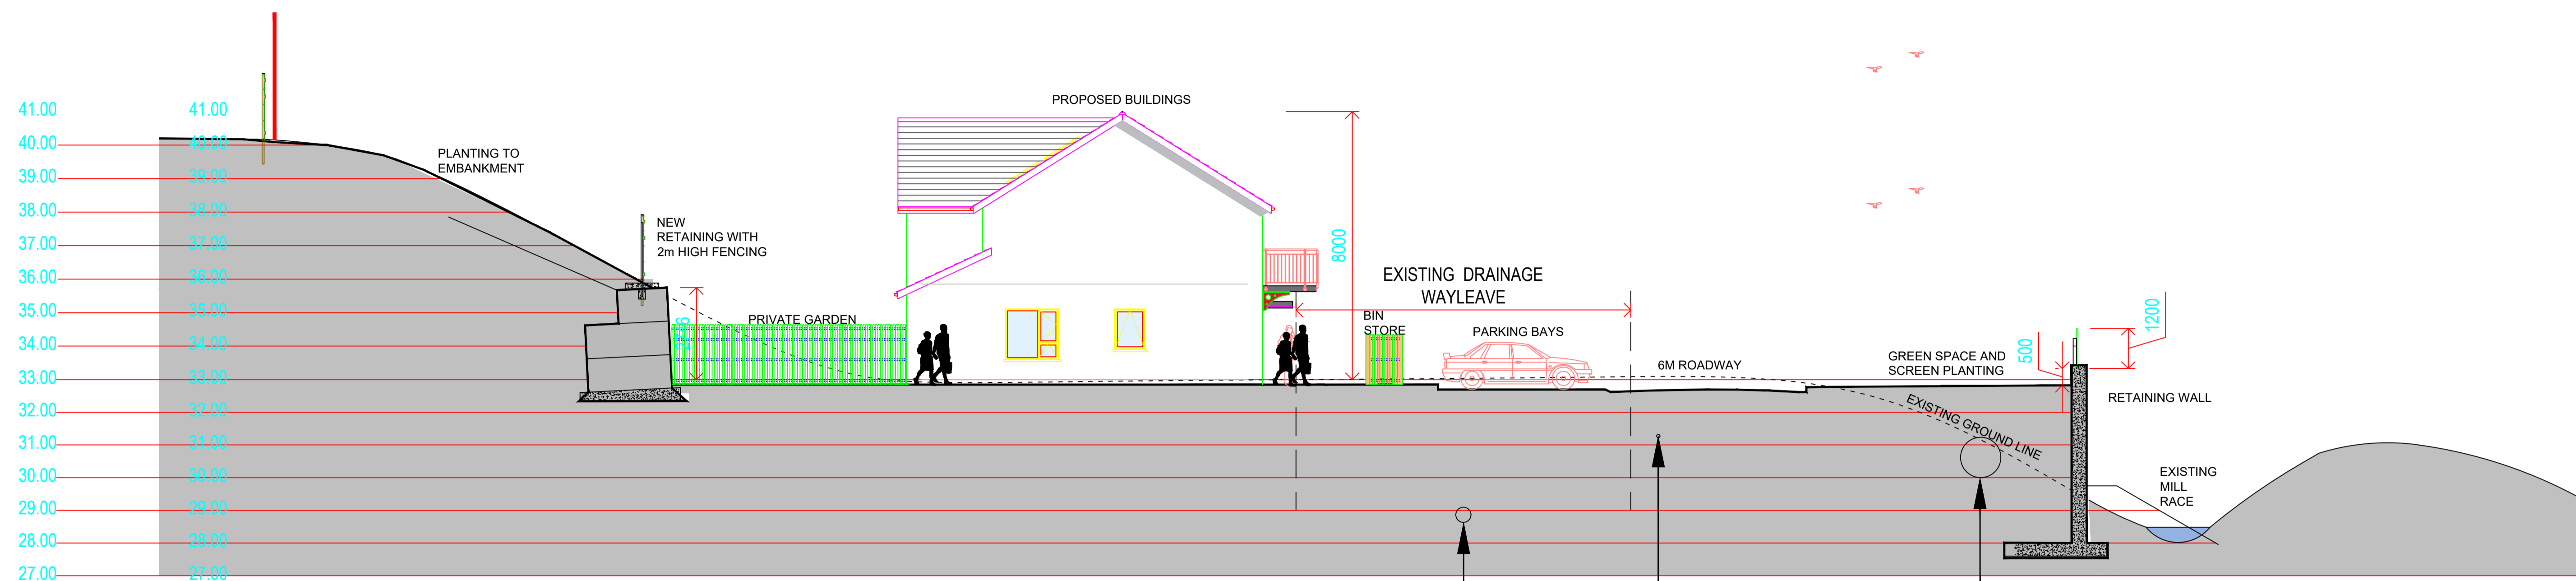 PROPOSED BUILDINGS
41.00 41.00
40.00 40.00
PLANTING TO
EMBANKMENT
39.00 39.00
38.00 38.00
NEW
RETAINING WITH
2m HIGH FENCING
37.00 37.00
8000
36.00 36.00
EXISTING DRAINAGE
WAYLEAVE
35.00 35.00
PRIVATE GARDEN
BIN
STORE
PARKING BAYS
1200
34.00 34.00
500
6M ROADWAY
GREEN SPACE AND
SCREEN PLANTING
33.00 33.00
RETAINING WALL
32.00 32.00
EXISTING GROUND LINE
31.00 31.00
30.00 30.00
EXISTING
MILL
RACE
29.00 29.00
28.00 28.00
27.00 27.00